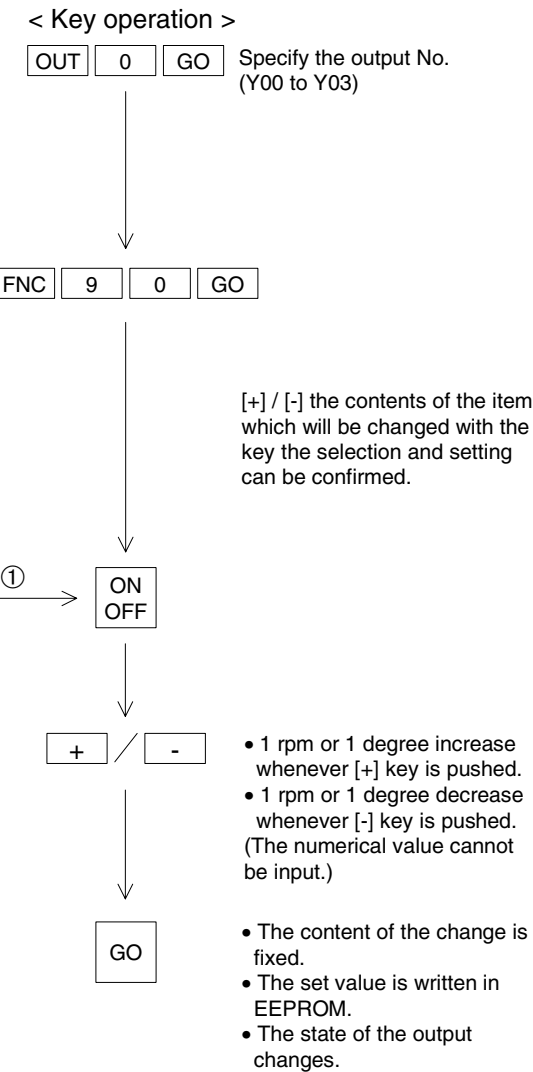 < Key operation >
OUT 0 GO Specify the output No.
(Y00 to Y03)
FNC 9 0 GO
[+] / [-] the contents of the item
which will be changed with the
key the selection and setting
can be confirmed.
①
ON
OFF
+ / -
• 1 rpm or 1 degree increase
whenever [+] key is pushed.
• 1 rpm or 1 degree decrease
whenever [-] key is pushed.
(The numerical value cannot
be input.)
GO
• The content of the change is
fixed.
• The set value is written in
EEPROM.
• The state of the output
changes.